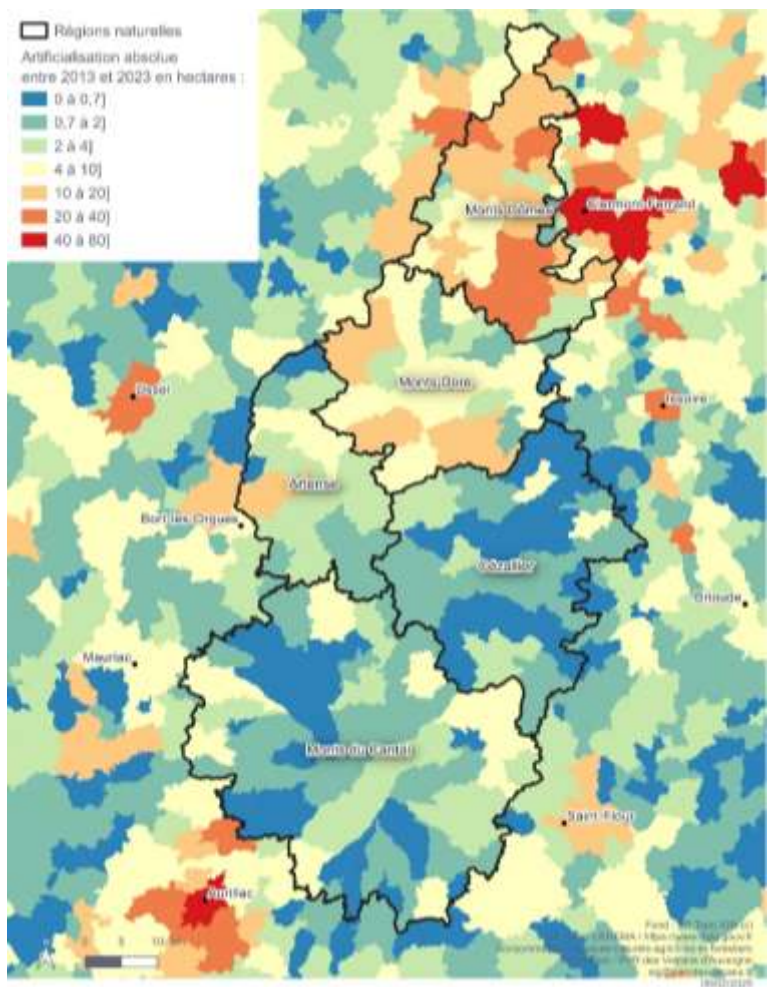 Régions naturelles
Artificialisation absolue
entre 2013 et 2023 en hectares :
0 à 0,7]
0,7 à 2]
2 à 4]
4 à 10]
10 à 20]
20 à 40]
40 à 80]
Clermont-Ferrand
Monts Dore
Ussel
Issoire
Artense
Bort-les-Orgues
Cézallier
Brioude
Mauriac
Monts du Cantal
Saint-Flour
Aurillac